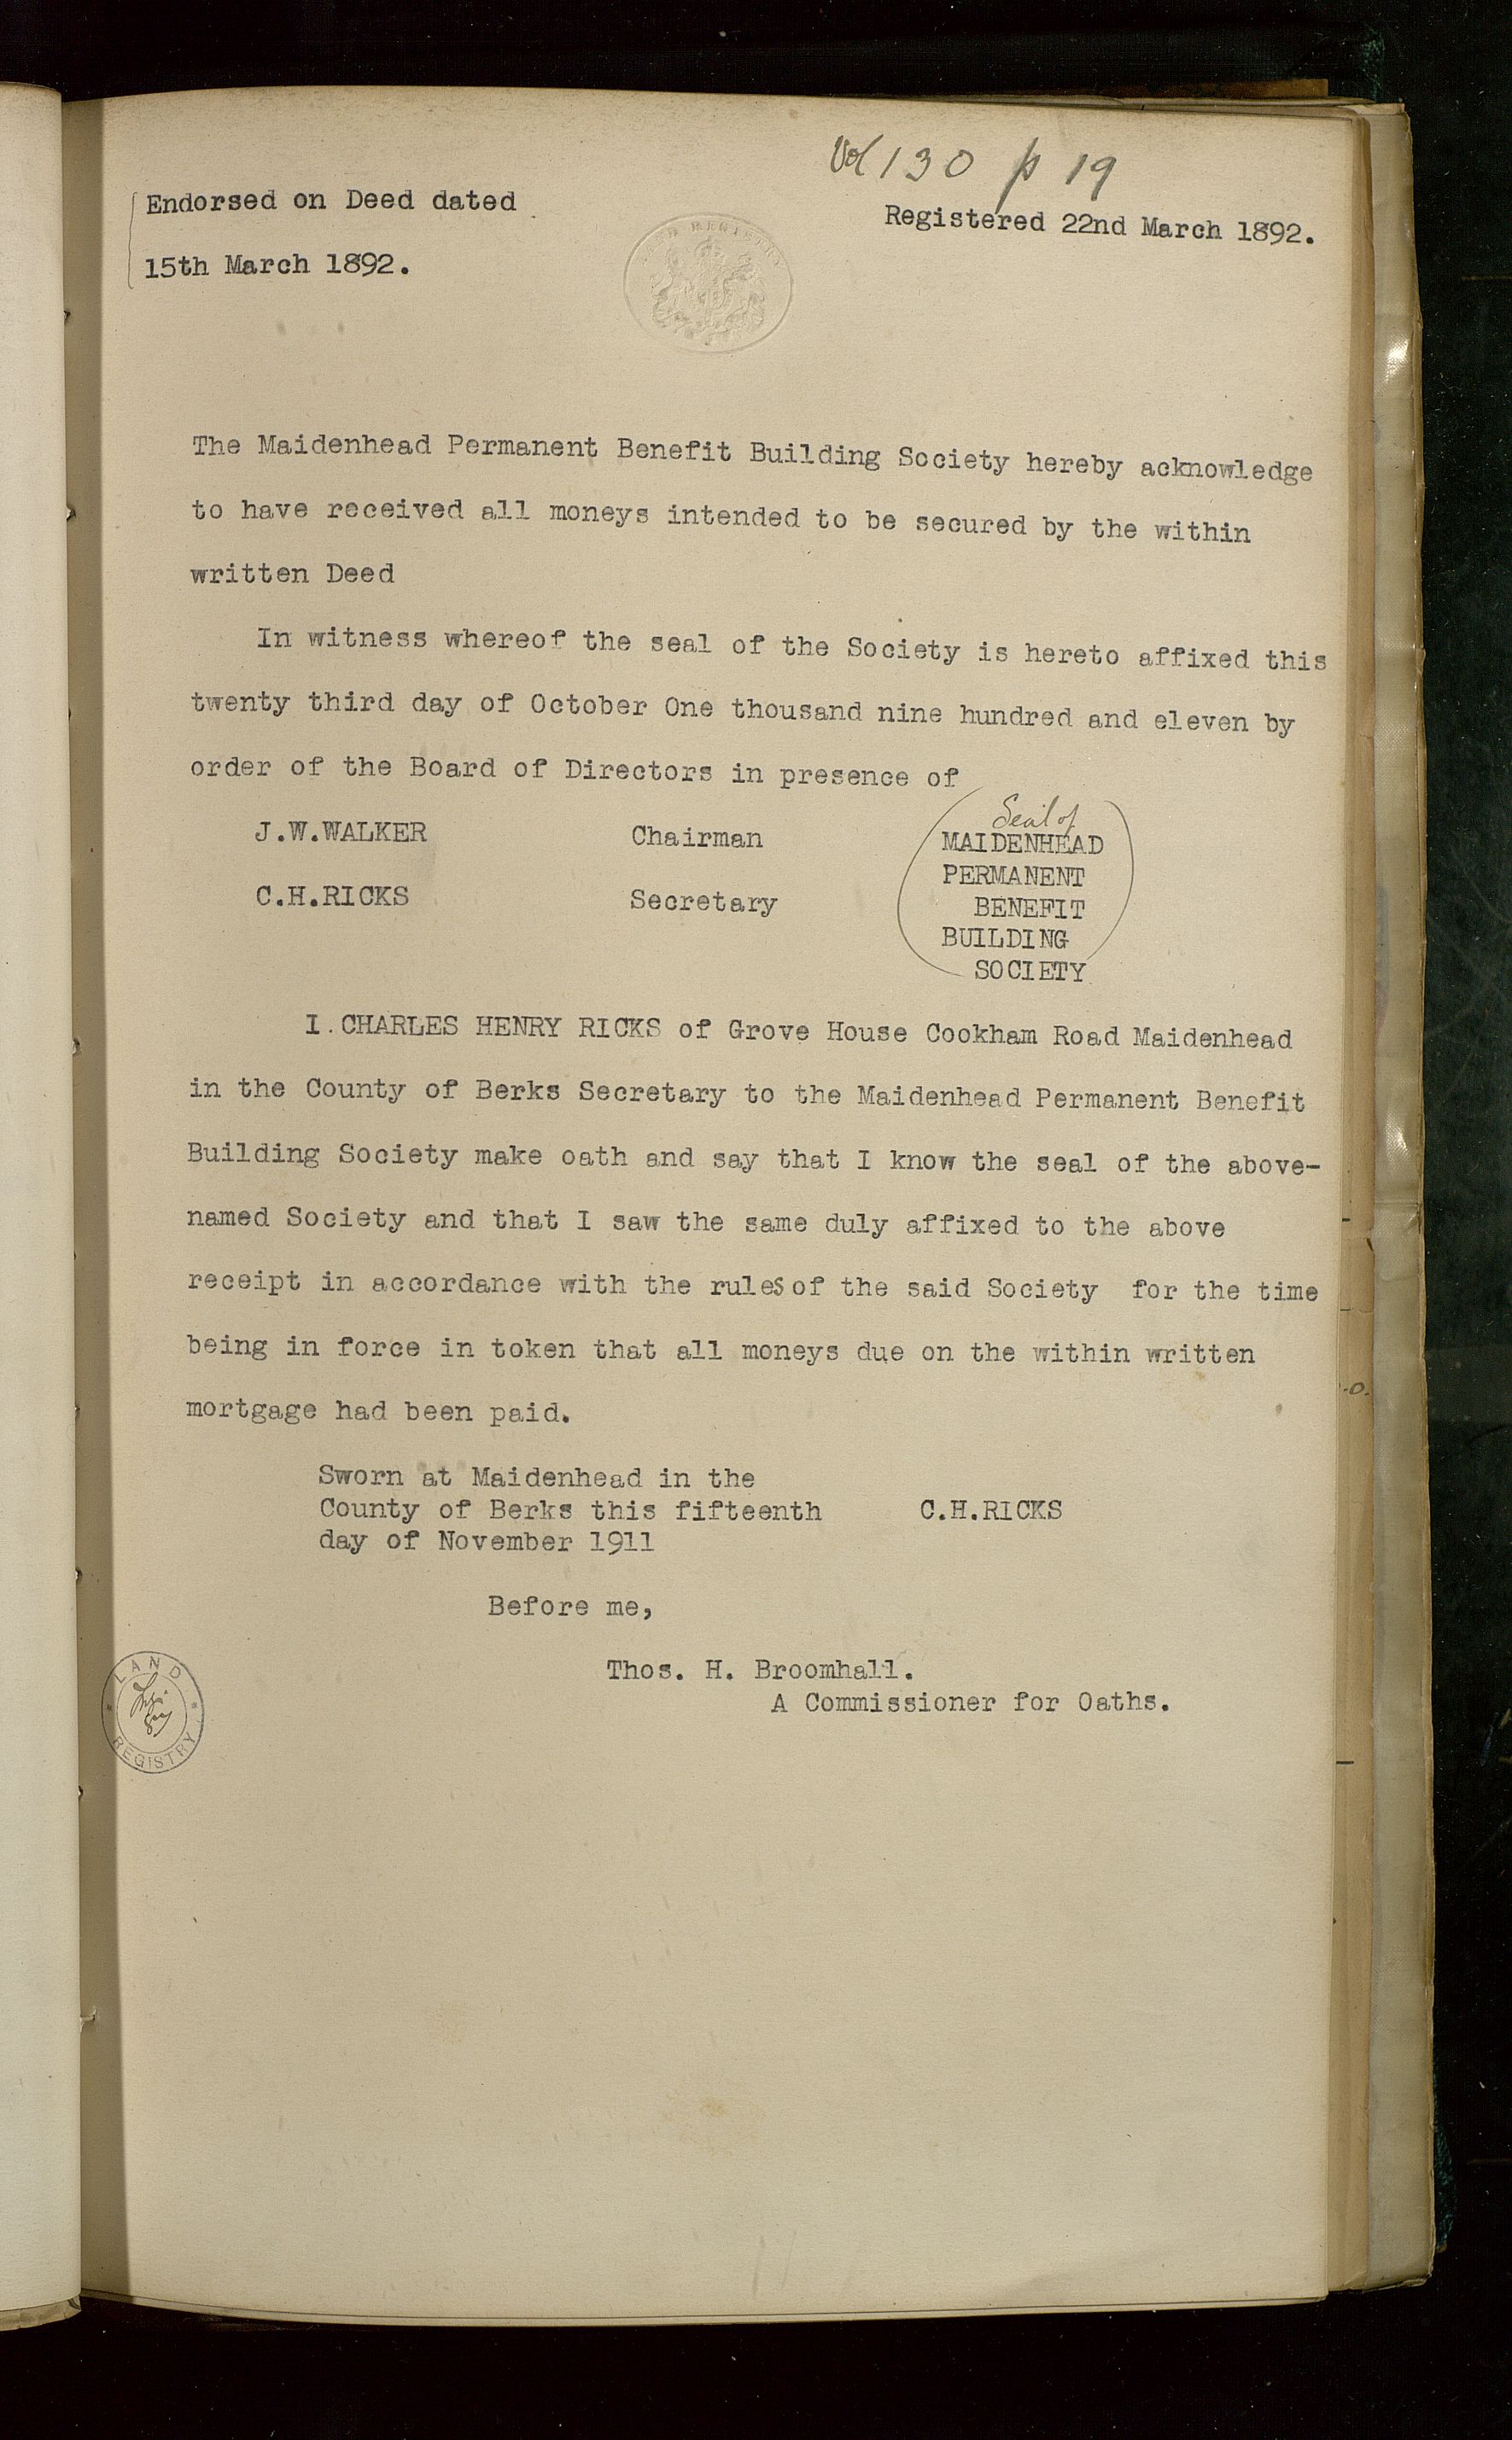 Vol 130 p 19
Endorsed on Deed dated
Registered 22nd March 1892.
15th March 1892.
LAND REGISTRY
The Maidenhead Permanent Benefit Building Society hereby acknowledge
to have received all moneys intended to be secured by the within
written Deed
In witness whereof the seal of the Society is hereto affixed this
twenty third day of October One thousand nine hundred and eleven by
order of the Board of Directors in presence of
J.W.WALKER Chairman
C.H.RICKS Secretary
Seal of
MAIDENHEAD
PERMANENT
BENEFIT
BUILDING
SOCIETY
I. CHARLES HENRY RICKS of Grove House Cookham Road Maidenhead
in the County of Berks Secretary to the Maidenhead Permanent Benefit
Building Society make oath and say that I know the seal of the above-
named Society and that I saw the same duly affixed to the above
receipt in accordance with the rules of the said Society for the time
being in force in token that all moneys due on the within written
mortgage had been paid.
Sworn at Maidenhead in the
County of Berks this fifteenth C.H.RICKS
day of November 1911
Before me,
Thos. H. Broomhall.
A Commissioner for Oaths.
LAND REGISTRY